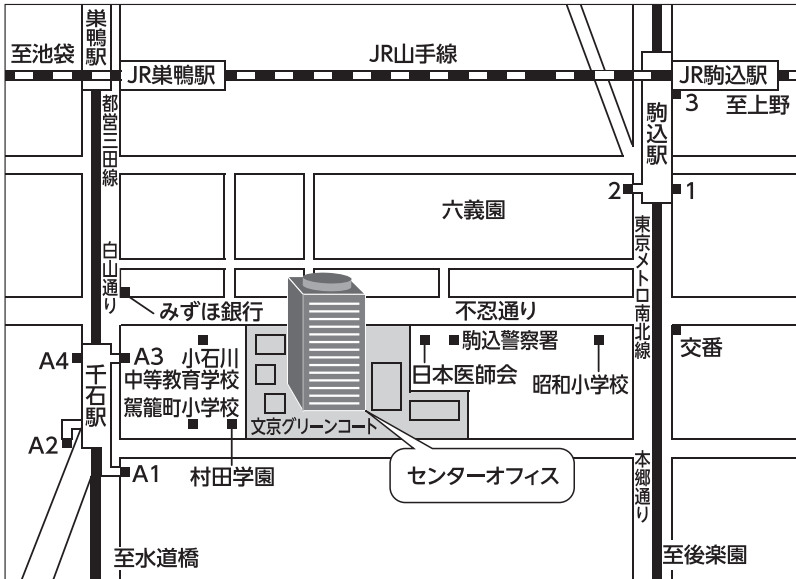 巣鴨駅
至池袋
JR巣鴨駅
JR山手線
JR駒込駅
3
至上野
駒込駅
都営三田線
2
1
六義園
東京メトロ南北線
白山通り
みずほ銀行
不忍通り
A4
A3
千石駅
小石川
中等教育学校
駕籠町小学校
文京グリーンコート
駒込警察署
日本医師会
昭和小学校
交番
A2
A1
村田学園
センターオフィス
本郷通り
至水道橋
至後楽園